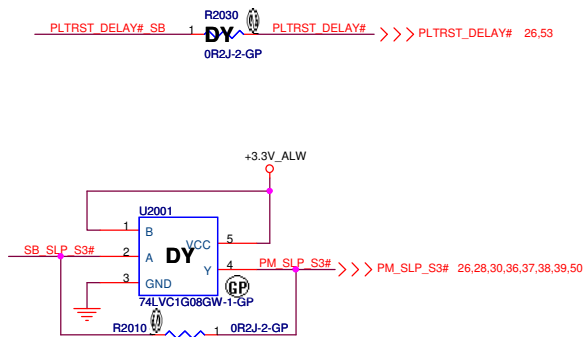 R2030
PLTRST_DELAY#_SB 1 DY PLTRST_DELAY# PLTRST_DELAY# 26,53
0R2J-2-GP
+3.3V_ALW
U2001
1 B
VCC 5
SB_SLP_S3# 2 A DY
Y 4 PM_SLP_S3# PM_SLP_S3# 26,28,30,36,37,38,39,50
3 GND
GP
74LVC1G08GW-1-GP
R2010 1 0R2J-2-GP